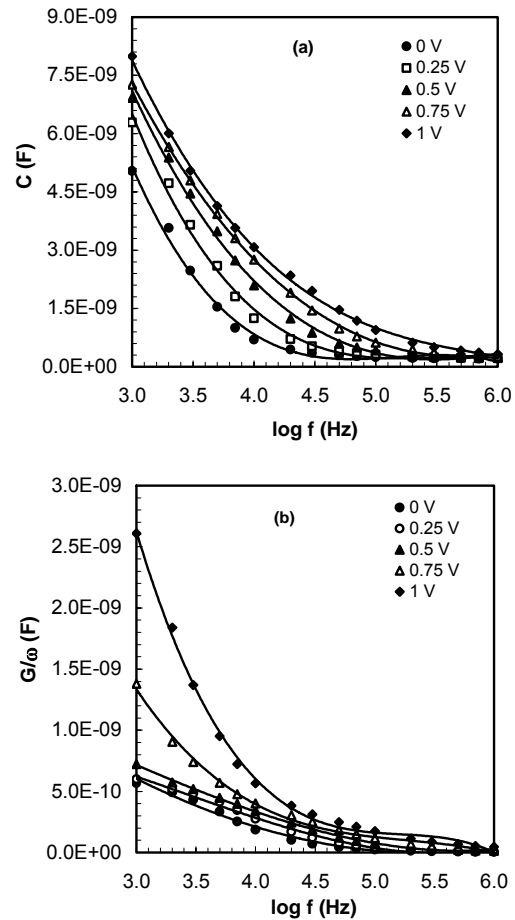 9.0E-09
(a)
0 V
0.25 V
0.5 V
0.75 V
1 V
7.5E-09
6.0E-09
4.5E-09
3.0E-09
1.5E-09
0.0E+00
C (F)
3.0 3.5 4.0 4.5 5.0 5.5 6.0
log f (Hz)
3.0E-09
(b)
0 V
0.25 V
0.5 V
0.75 V
1 V
2.5E-09
2.0E-09
1.5E-09
1.0E-09
5.0E-10
0.0E+00
G/ω (F)
3.0 3.5 4.0 4.5 5.0 5.5 6.0
log f (Hz)